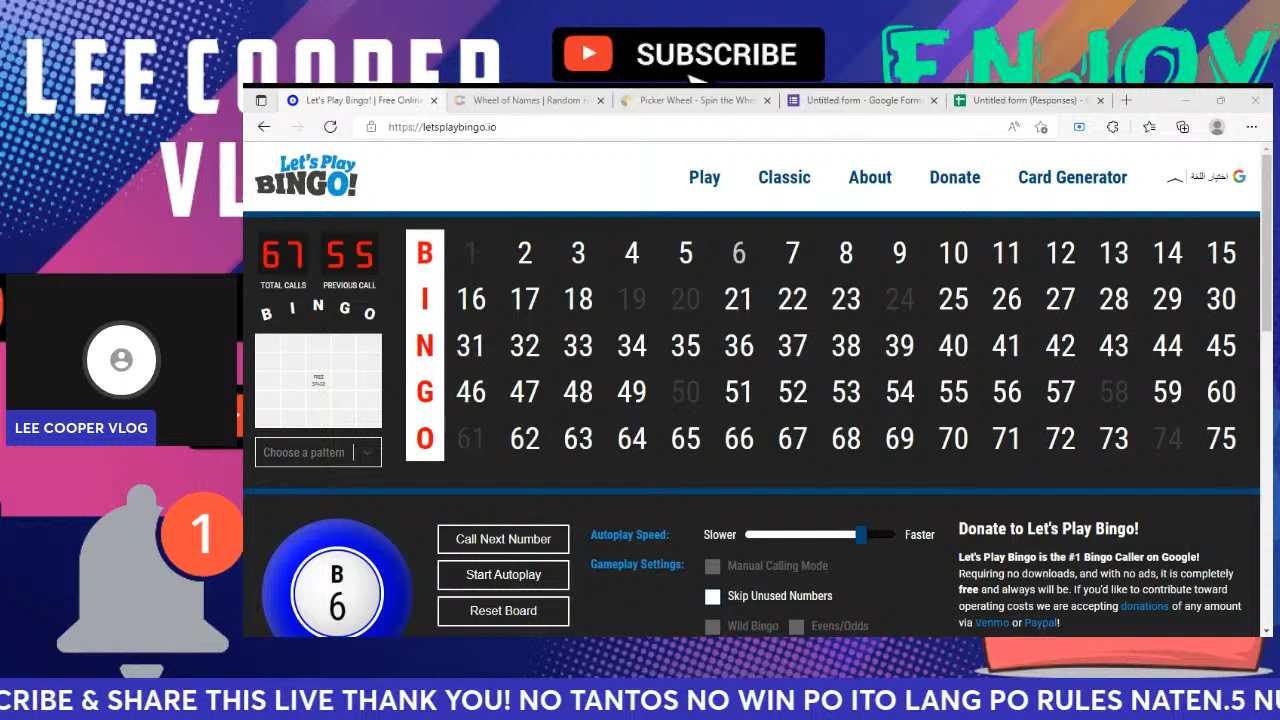 LEE COOPER
VL
SUBSCRIBE
ENJOY
Let's Play Bingo! | Free Online
Wheel of Names | Random n
Picker Wheel - Spin the Whe
Untitled form - Google Form
Untitled form (Responses) -
https://letsplaybingo.io
Let's Play
BINGO!
Play
Classic
About
Donate
Card Generator
اختيار اللغة
67
55
TOTAL CALLS
PREVIOUS CALL
B I N G O
FREE
SPACE
Choose a pattern
B 1 2 3 4 5 6 7 8 9 10 11 12 13 14 15
I 16 17 18 19 20 21 22 23 24 25 26 27 28 29 30
N 31 32 33 34 35 36 37 38 39 40 41 42 43 44 45
G 46 47 48 49 50 51 52 53 54 55 56 57 58 59 60
O 61 62 63 64 65 66 67 68 69 70 71 72 73 74 75
LEE COOPER VLOG
1
B
6
Call Next Number
Start Autoplay
Reset Board
Autoplay Speed:
Slower
Faster
Gameplay Settings:
Manual Calling Mode
Skip Unused Numbers
Wild Bingo
Evens/Odds
Donate to Let's Play Bingo!
Let's Play Bingo is the #1 Bingo Caller on Google!
Requiring no downloads, and with no ads, it is completely
free and always will be. If you'd like to contribute toward
operating costs we are accepting donations of any amount
via Venmo or Paypal!
CRIBE & SHARE THIS LIVE THANK YOU! NO TANTOS NO WIN PO ITO LANG PO RULES NATEN.5 NU